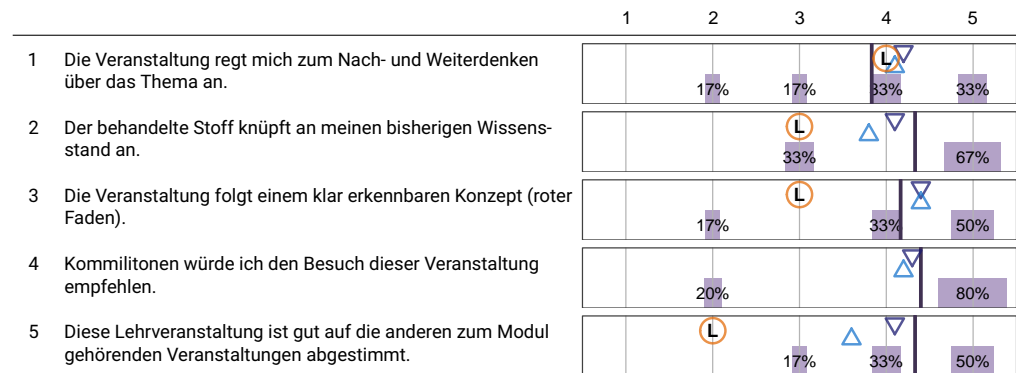 1 2 3 4 5
1 Die Veranstaltung regt mich zum Nach- und Weiterdenken
über das Thema an.
L
17% 17% 33% 33%
2 Der behandelte Stoff knüpft an meinen bisherigen Wissens-
stand an.
L
33% 67%
3 Die Veranstaltung folgt einem klar erkennbaren Konzept (roter
Faden).
L
17% 33% 50%
4 Kommilitonen würde ich den Besuch dieser Veranstaltung
empfehlen.
20% 80%
5 Diese Lehrveranstaltung ist gut auf die anderen zum Modul
gehörenden Veranstaltungen abgestimmt.
L
17% 33% 50%